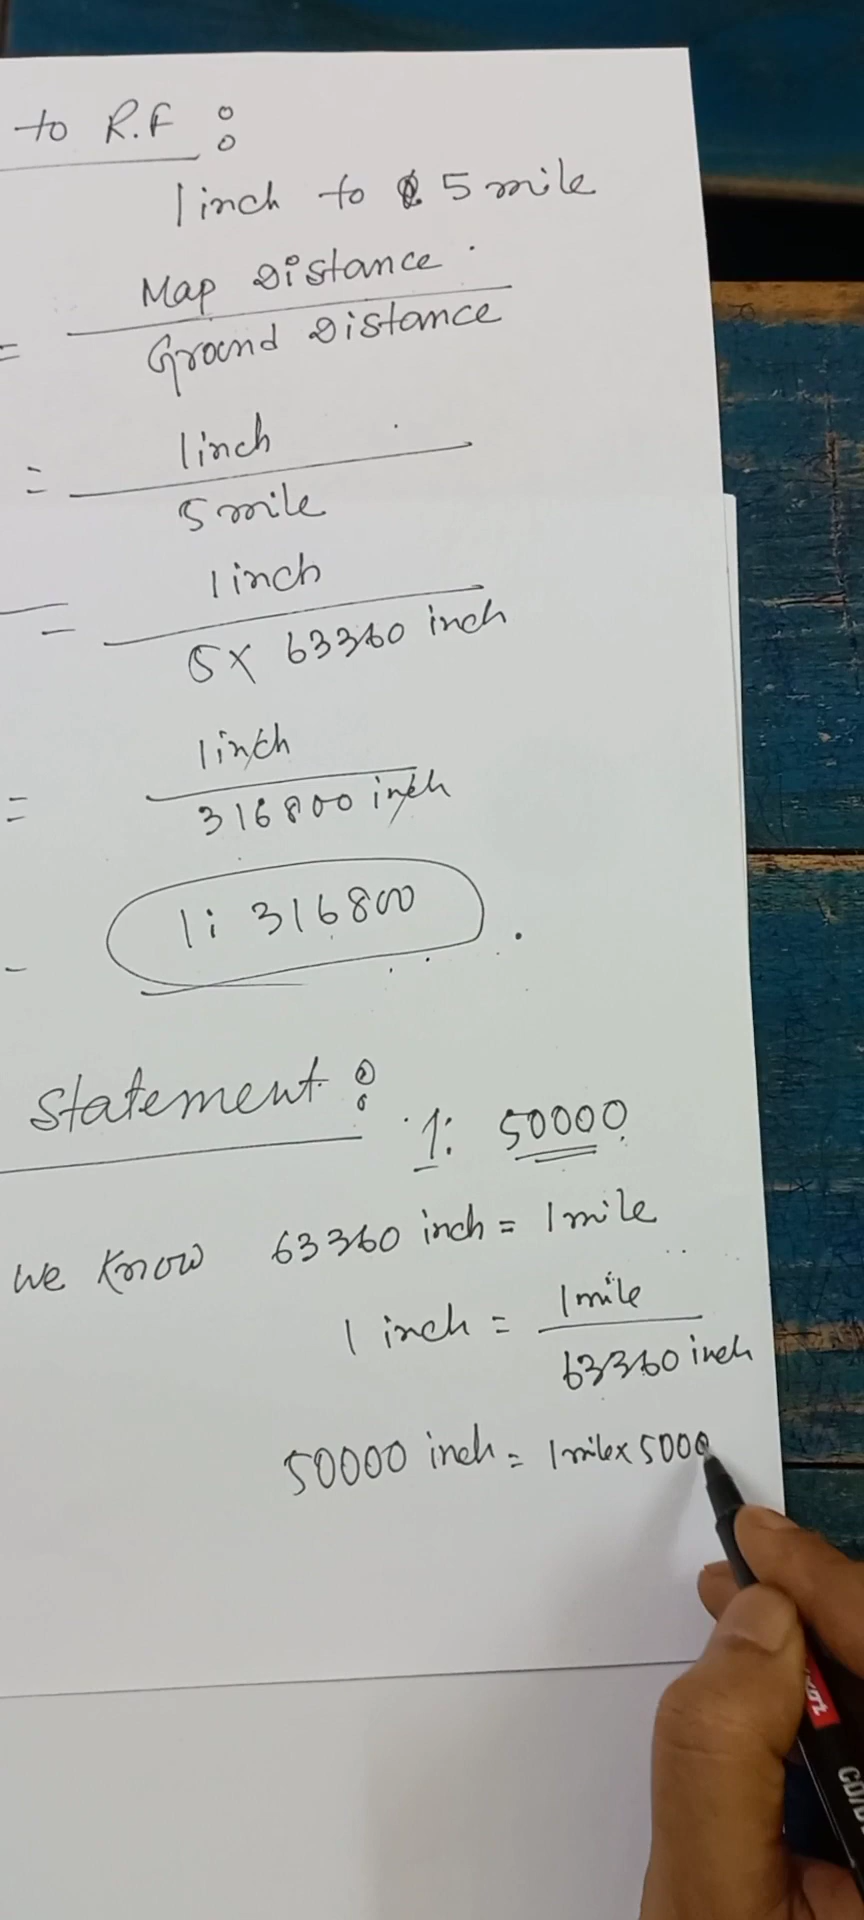 to R.F :
1 inch to 5 mile
Map Distance
= Ground Distance
= 1 inch
5 mile
= 1 inch
5 x 63360 inch
= 1 inch
316800 inch
1: 316800
Statement :
1: 50000
We Know 63360 inch = 1 mile
1 inch = 1 mile
63360 inch
50000 inch = 1 mile x 5000